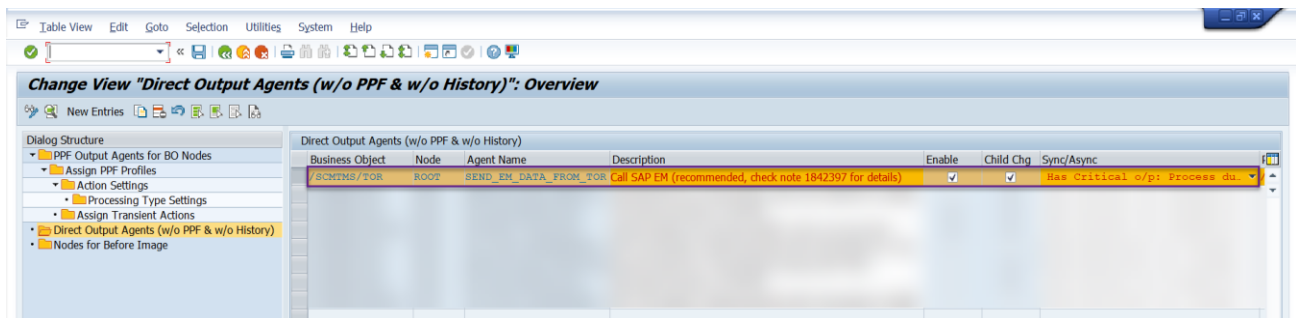 Table View Edit Goto Selection Utilities System Help
«
Change View "Direct Output Agents (w/o PPF & w/o History)": Overview
New Entries
Dialog Structure
PPF Output Agents for BO Nodes
Assign PPF Profiles
Action Settings
Processing Type Settings
Assign Transient Actions
Direct Output Agents (w/o PPF & w/o History)
Nodes for Before Image
Direct Output Agents (w/o PPF & w/o History)
Business Object Node Agent Name Description Enable Child Chg Sync/Async
/SCMTMS/TOR ROOT SEND_EM_DATA_FROM_TOR Call SAP EM (recommended, check note 1842397 for details) Has Critical o/p: Process du…